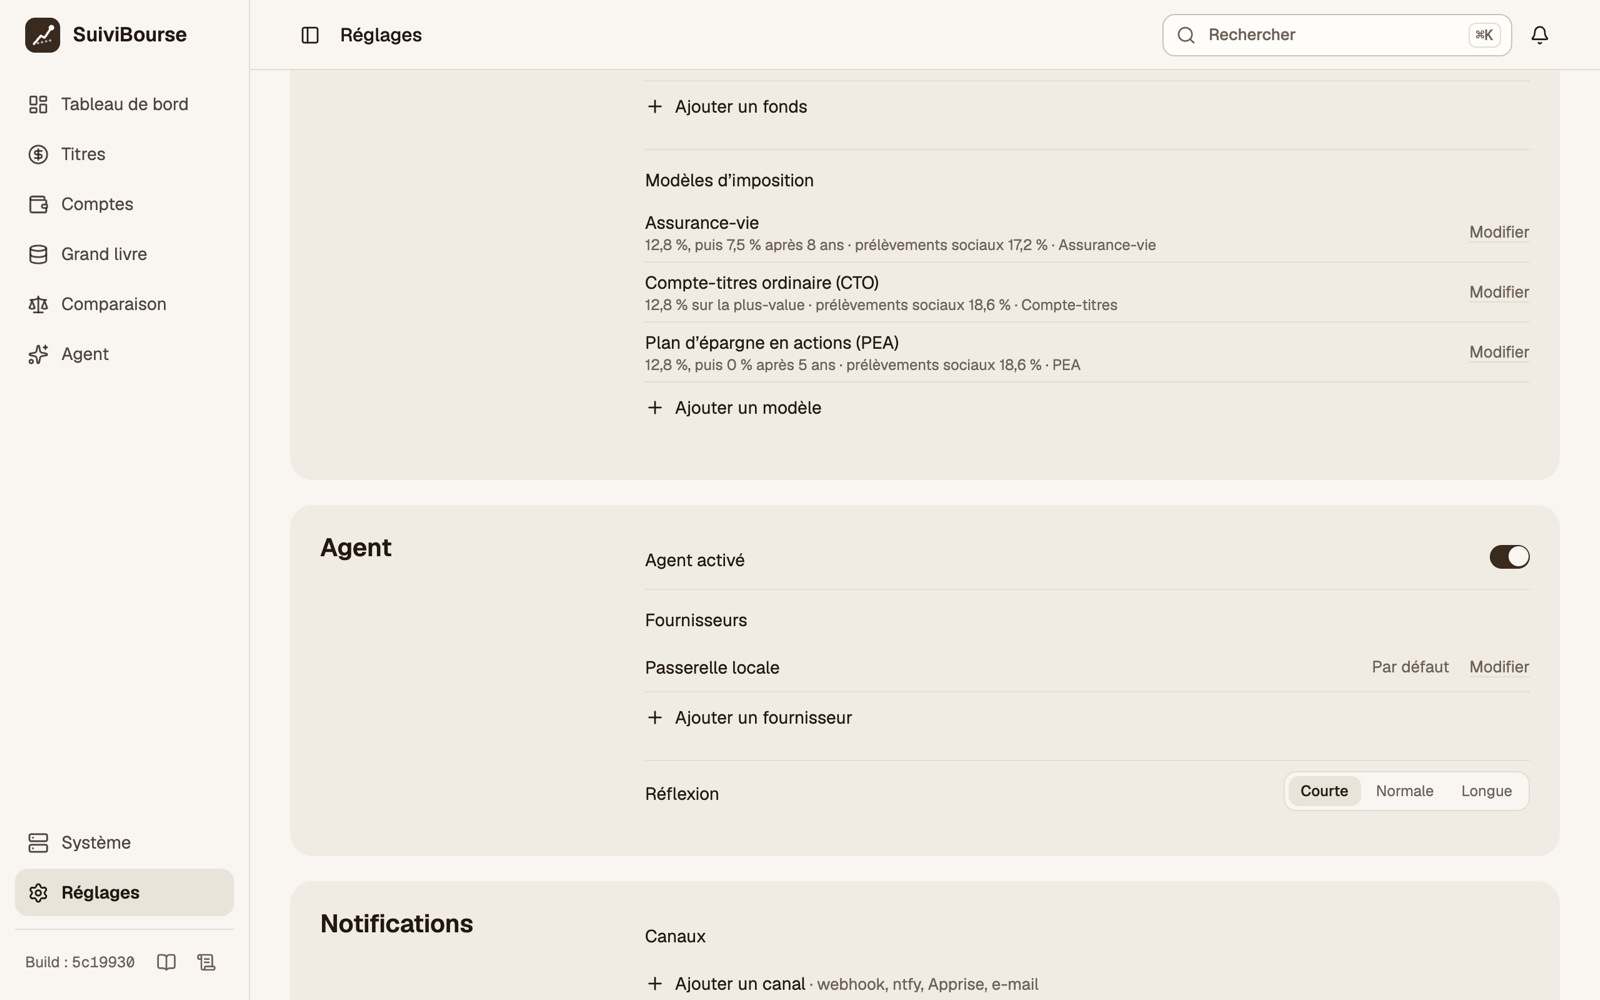 SuiviBourse
Réglages
Rechercher
⌘K
Tableau de bord
Titres
Comptes
Grand livre
Comparaison
Agent
Système
Réglages
Build : 5c19930
Ajouter un fonds
Modèles d’imposition
Assurance-vie
12,8 %, puis 7,5 % après 8 ans · prélèvements sociaux 17,2 % · Assurance-vie
Modifier
Compte-titres ordinaire (CTO)
12,8 % sur la plus-value · prélèvements sociaux 18,6 % · Compte-titres
Modifier
Plan d’épargne en actions (PEA)
12,8 %, puis 0 % après 5 ans · prélèvements sociaux 18,6 % · PEA
Modifier
Ajouter un modèle
Agent
Agent activé
Fournisseurs
Passerelle locale
Par défaut Modifier
Ajouter un fournisseur
Réflexion
Courte Normale Longue
Notifications
Canaux
Ajouter un canal · webhook, ntfy, Apprise, e-mail